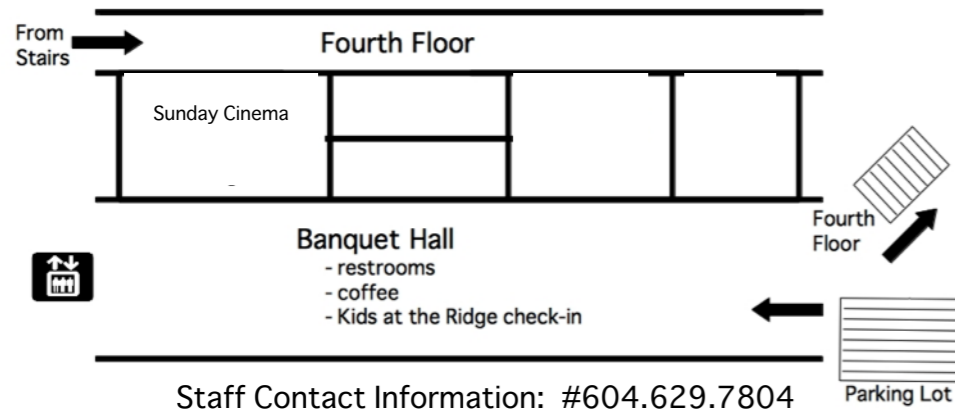 From
Stairs
Fourth Floor
Sunday Cinema
Fourth
Floor
Banquet Hall
- restrooms
- coffee
- Kids at the Ridge check-in
Parking Lot
Staff Contact Information: #604.629.7804